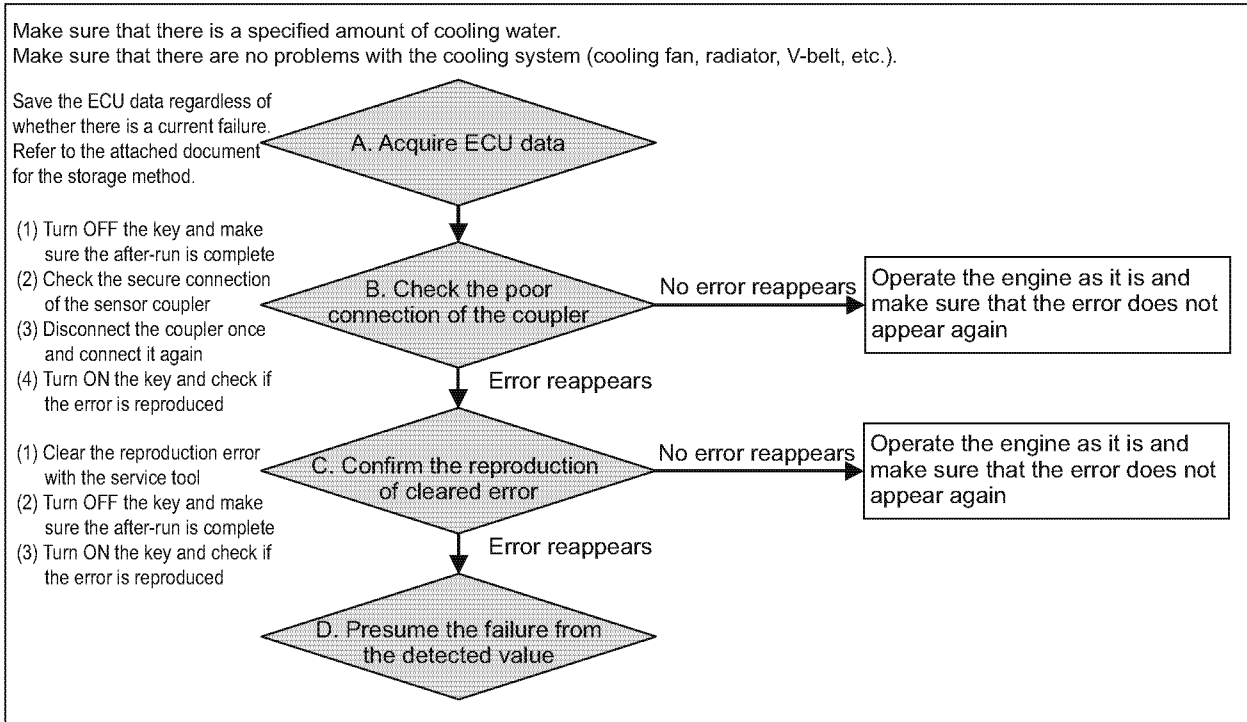 Make sure that there is a specified amount of cooling water.
Make sure that there are no problems with the cooling system (cooling fan, radiator, V-belt, etc.).
Save the ECU data regardless of
whether there is a current failure.
Refer to the attached document
for the storage method.
A. Acquire ECU data
(1) Turn OFF the key and make
sure the after-run is complete
(2) Check the secure connection
of the sensor coupler
(3) Disconnect the coupler once
and connect it again
(4) Turn ON the key and check if
the error is reproduced
B. Check the poor
connection of the coupler
No error reappears
Operate the engine as it is and
make sure that the error does not
appear again
Error reappears
(1) Clear the reproduction error
with the service tool
(2) Turn OFF the key and make
sure the after-run is complete
(3) Turn ON the key and check if
the error is reproduced
C. Confirm the reproduction
of cleared error
No error reappears
Operate the engine as it is and
make sure that the error does not
appear again
Error reappears
D. Presume the failure from
the detected value